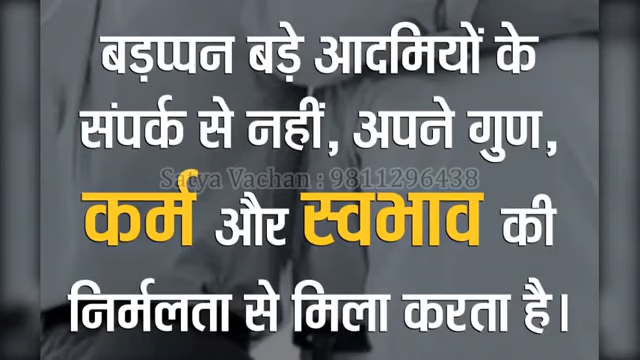 बड़प्पन बड़े आदमियों के
संपर्क से नहीं, अपने गुण,
Satya Vachan : 9811296438
कर्म और स्वभाव की
निर्मलता से मिला करता है।